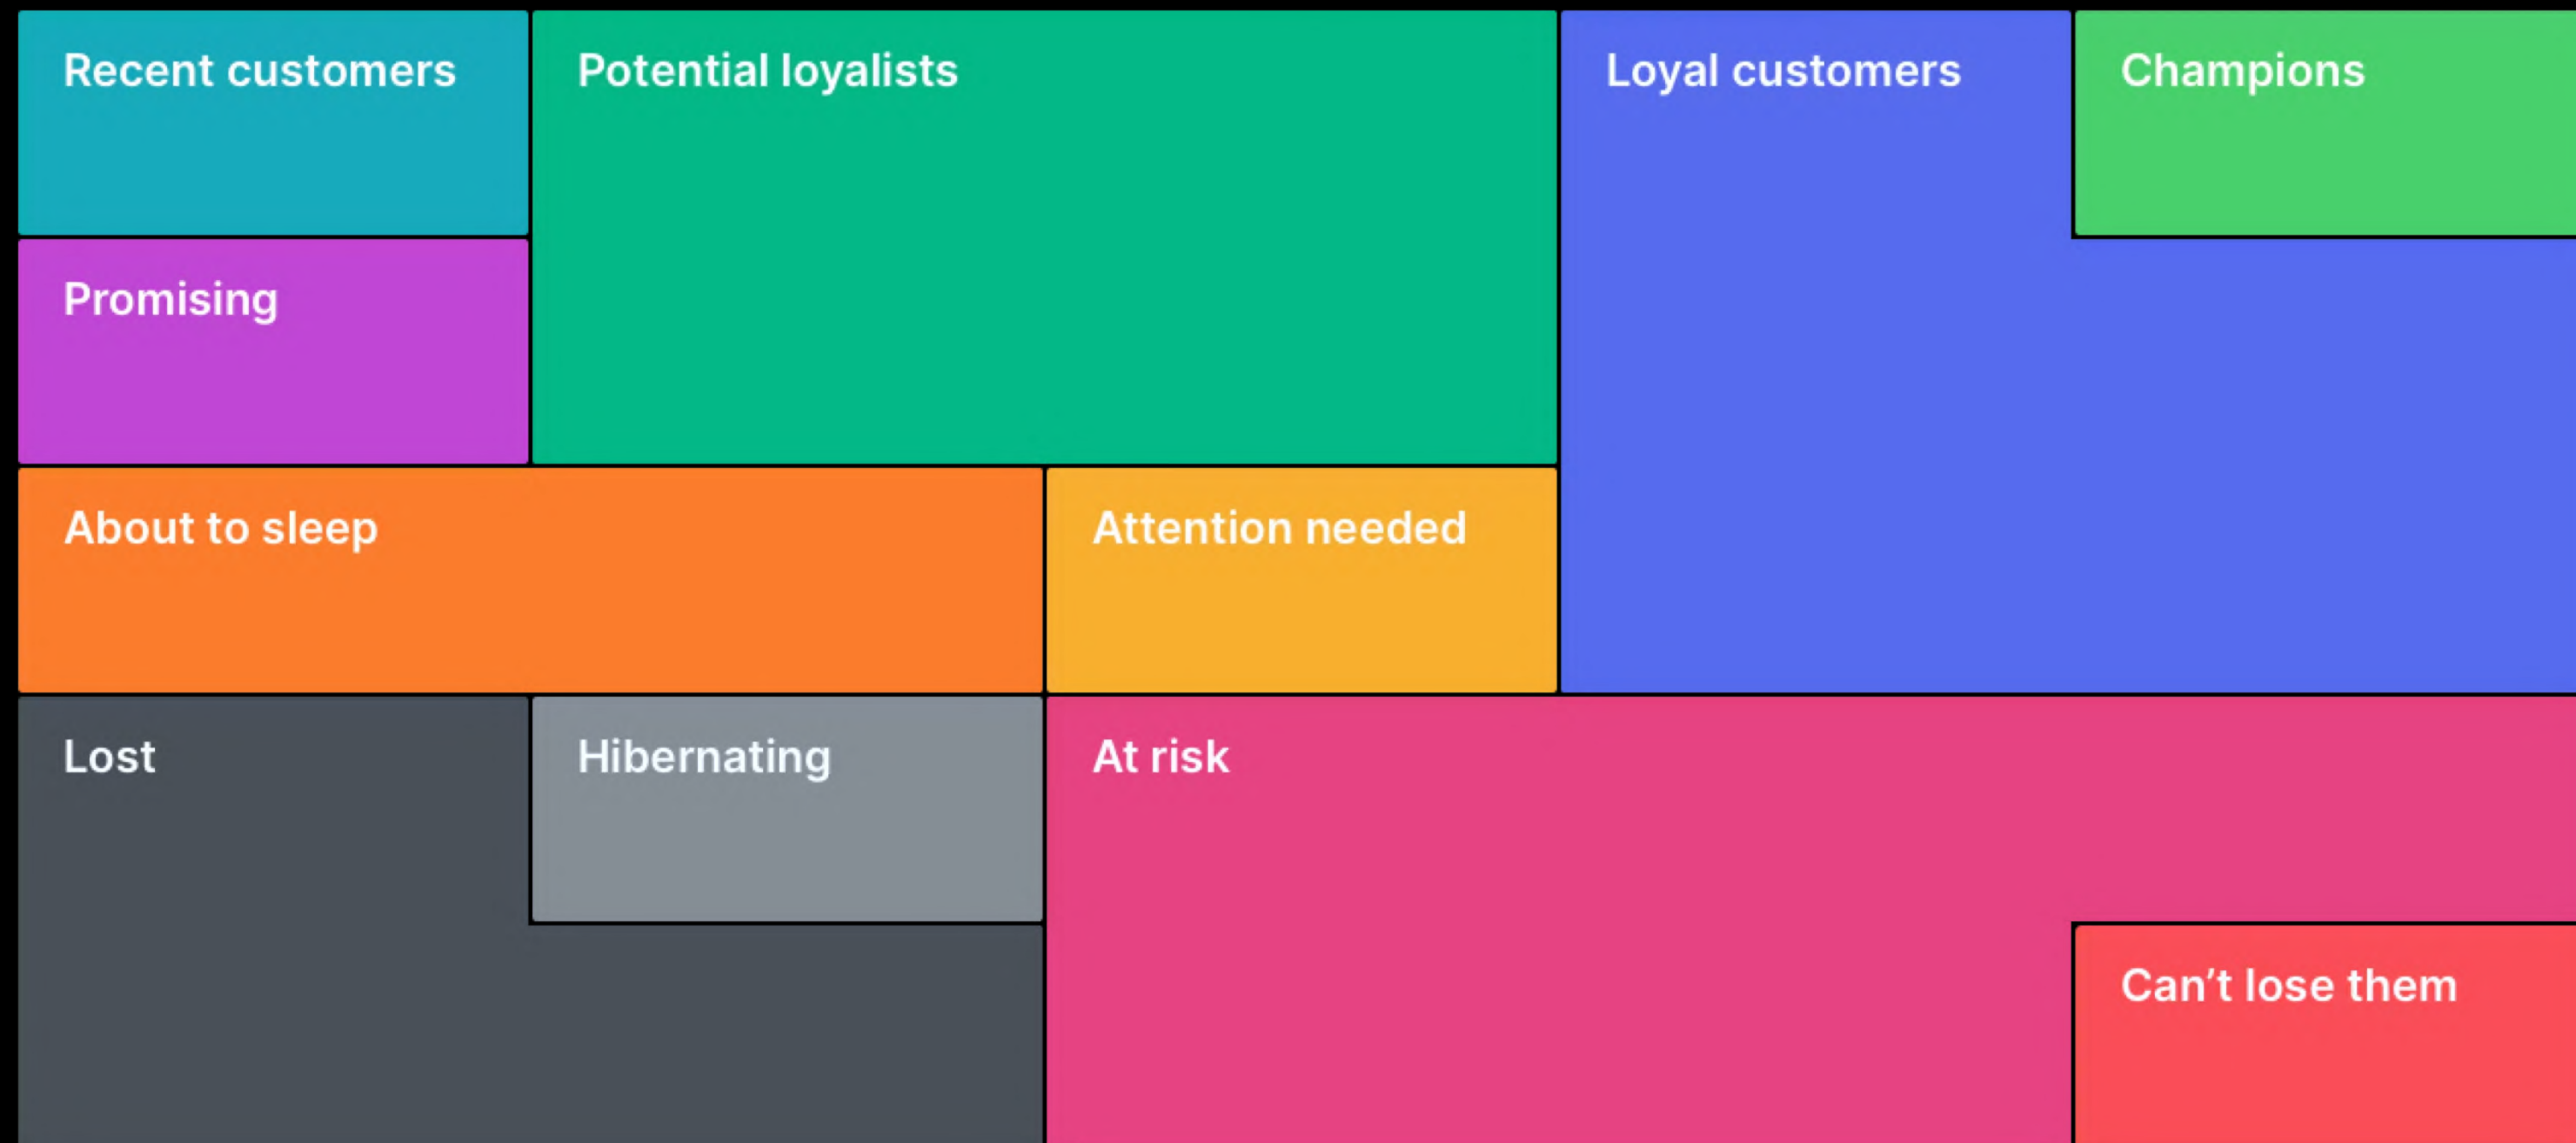 Recent customers
Potential loyalists
Loyal customers
Champions
Promising
About to sleep
Attention needed
Lost
Hibernating
At risk
Can’t lose them